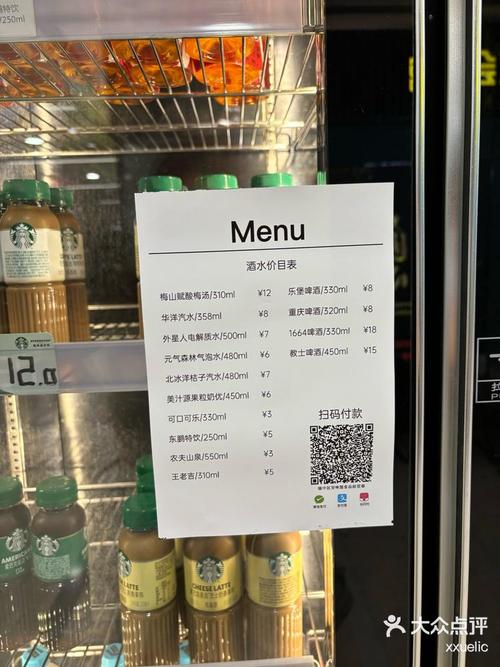 /250ml
Menu
酒水价目表
梅山赋酸梅汤/310ml ¥12
华洋汽水/358ml ¥8
外星人电解质水/500ml ¥7
元气森林气泡水/480ml ¥6
北冰洋桔子汽水/480ml ¥7
美汁源果粒奶优/450ml ¥6
可口可乐/330ml ¥3
东鹏特饮/250ml ¥5
农夫山泉/550ml ¥3
王老吉/310ml ¥5
乐堡啤酒/330ml ¥8
重庆啤酒/320ml ¥8
1664啤酒/330ml ¥18
教士啤酒/450ml ¥15
扫码付款
12.0
AMERICANO
LATTE
CHEESE LATTE
大众点评
xxuelic